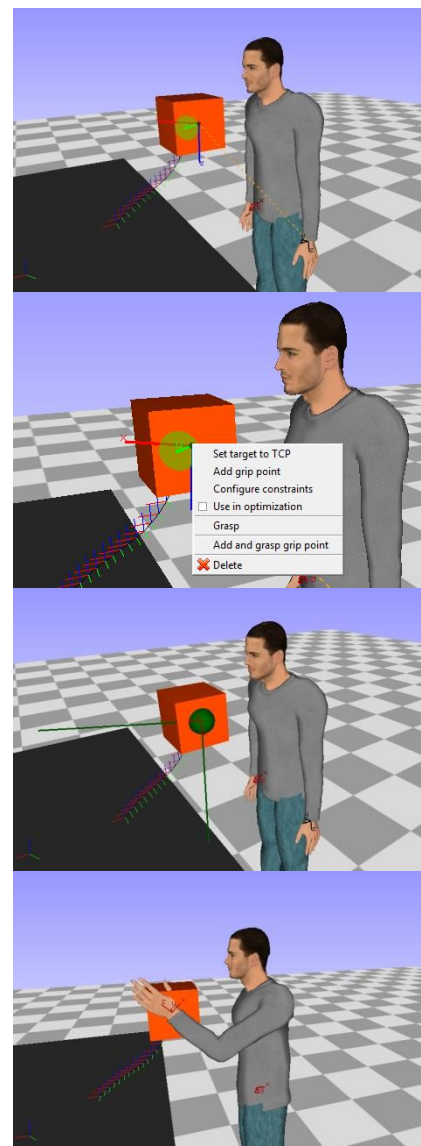 X
Set target to TCP
Add grip point
Configure constraints
Use in optimization
Grasp
Add and grasp grip point
Delete